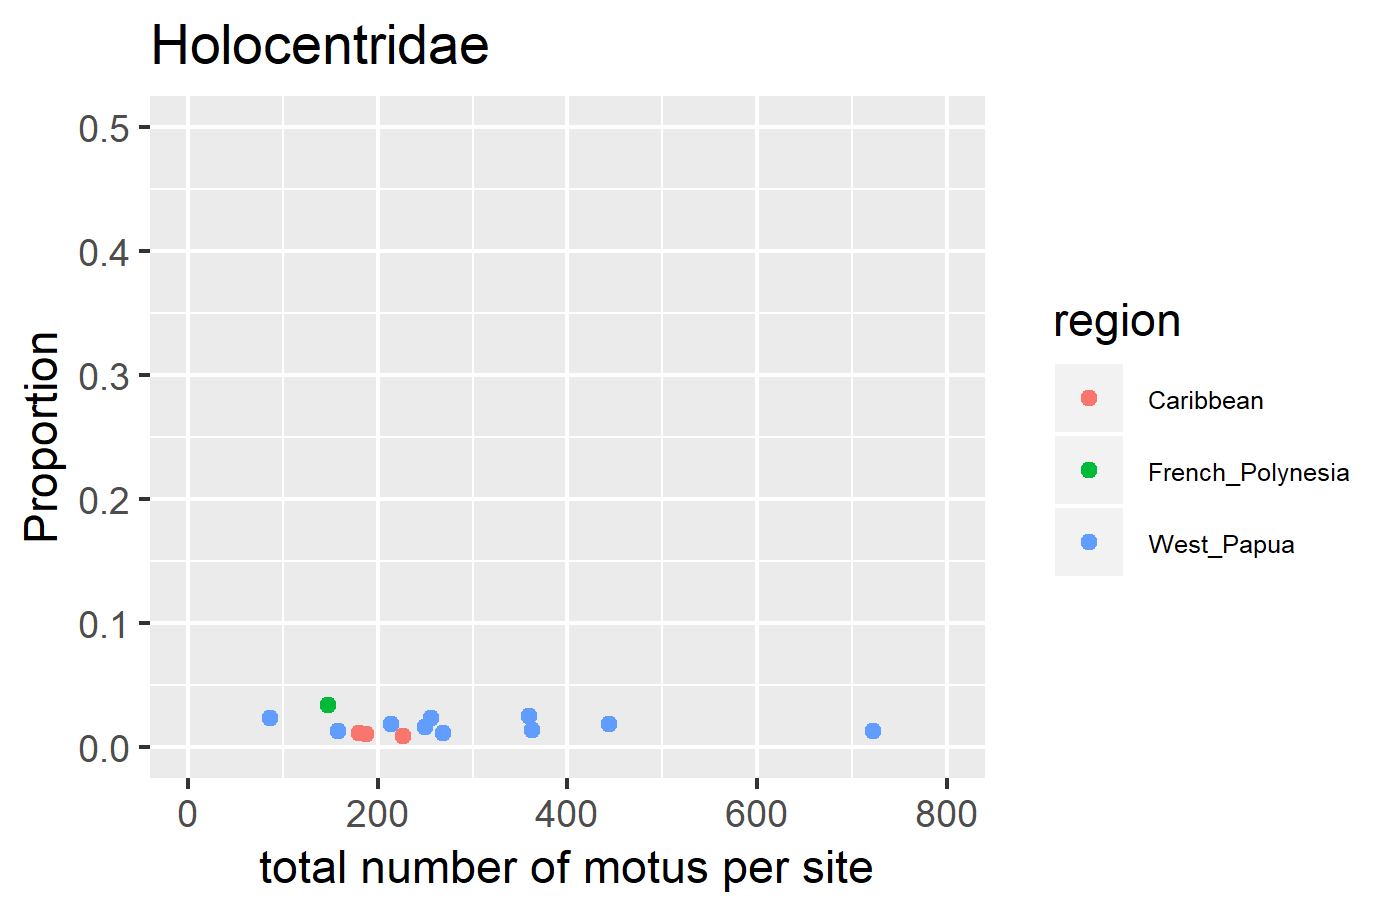 Holocentridae
0.5
0.4
0.3
0.2
0.1
0.0
Proportion
0 200 400 600 800
total number of motus per site
region
Caribbean
French_Polynesia
West_Papua